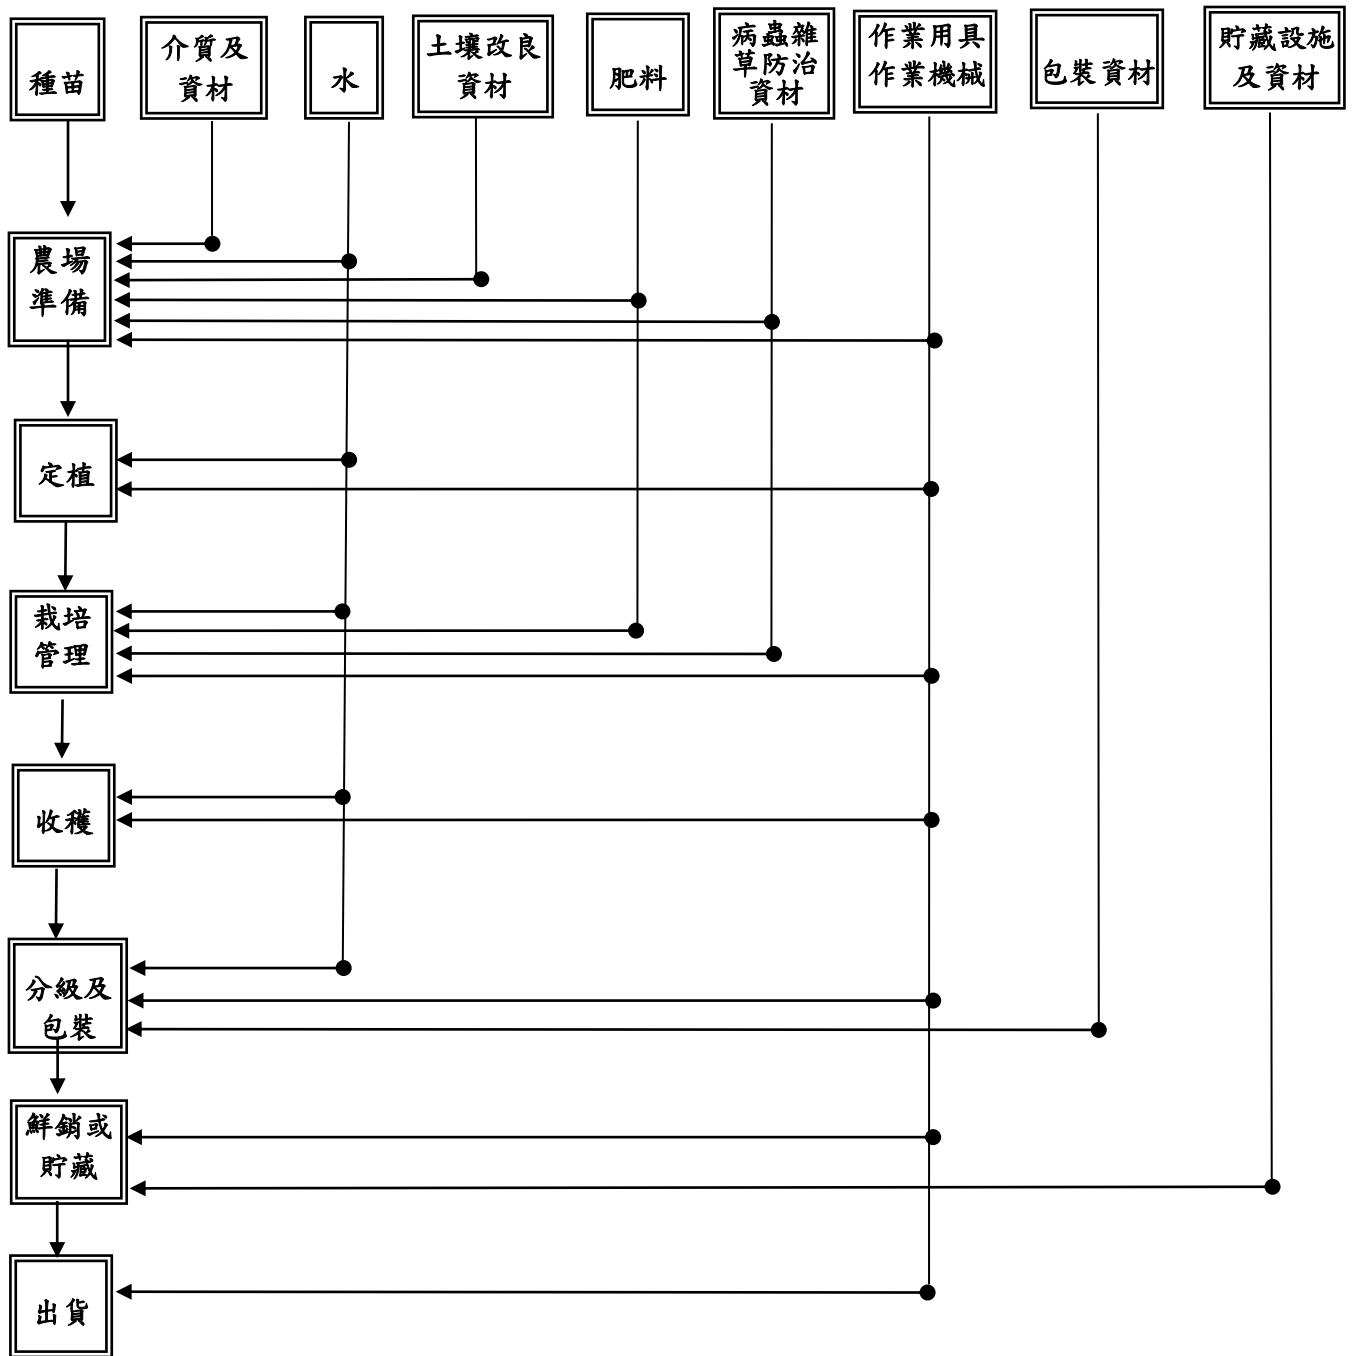 種苗
介質及
資材
水
土壤改良
資材
肥料
病蟲雜
草防治
資材
作業用具
作業機械
包裝資材
貯藏設施
及資材
農場
準備
定植
栽培
管理
收穫
分級及
包裝
鮮銷或
貯藏
出貨